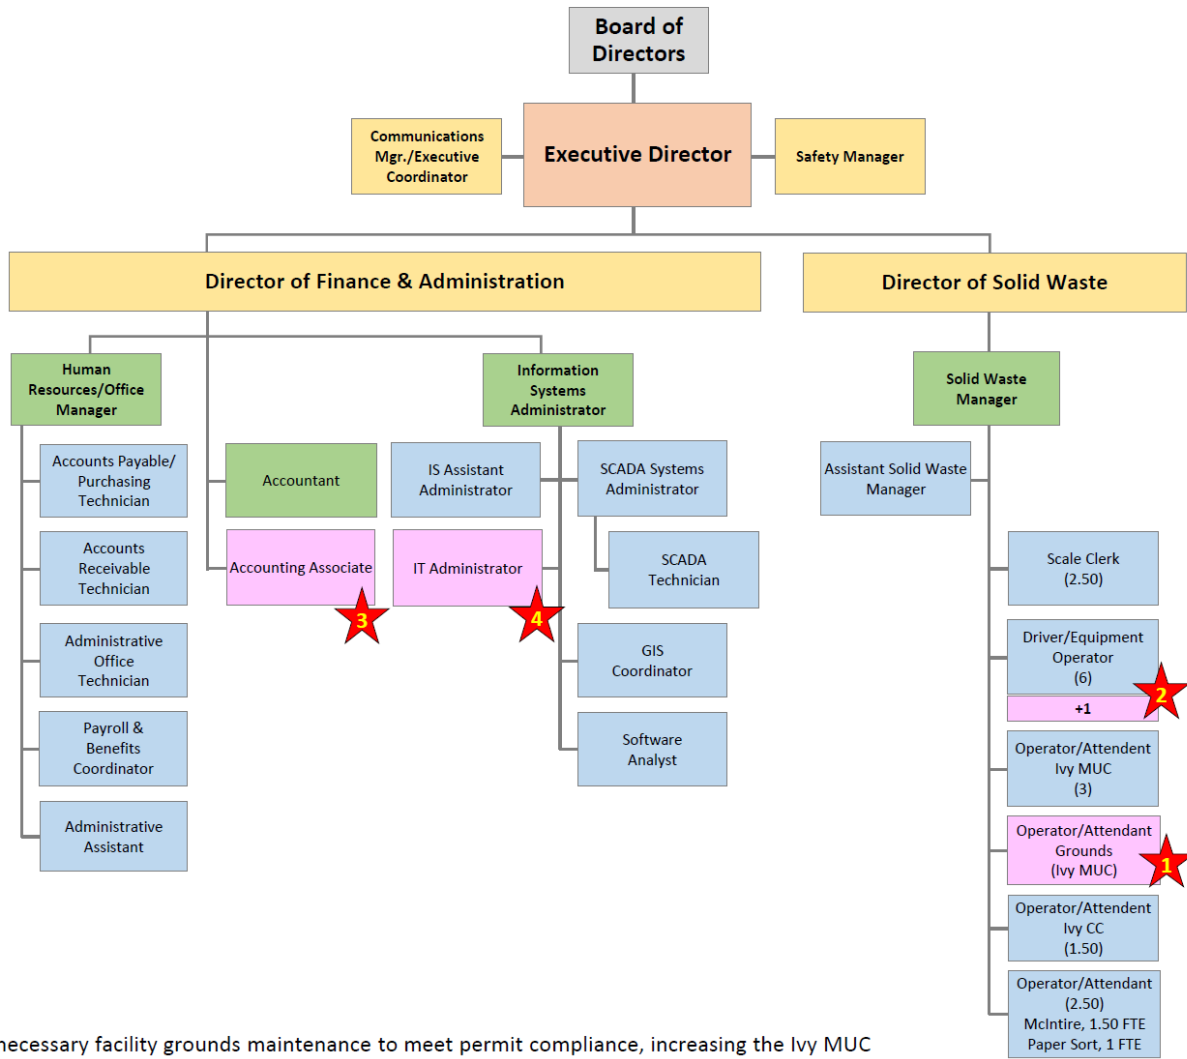 Board of
Directors
Communications
Mgr./Executive
Coordinator
Executive Director
Safety Manager
Director of Finance & Administration
Director of Solid Waste
Human
Resources/Office
Manager
Information
Systems
Administrator
Solid Waste
Manager
Accounts Payable/
Purchasing
Technician
Accountant
IS Assistant
Administrator
SCADA Systems
Administrator
Assistant Solid Waste
Manager
Accounts
Receivable
Technician
Accounting Associate
3
IT Administrator
4
SCADA
Technician
Scale Clerk
(2.50)
Administrative
Office
Technician
GIS
Coordinator
Driver/Equipment
Operator
(6)
2
+1
Payroll &
Benefits
Coordinator
Software
Analyst
Operator/Attendent
Ivy MUC
(3)
Administrative
Assistant
Operator/Attendant
Grounds
(Ivy MUC)
1
Operator/Attendent
Ivy CC
(1.50)
Operator/Attendant
(2.50)
McIntire, 1.50 FTE
Paper Sort, 1 FTE
necessary facility grounds maintenance to meet permit compliance, increasing the Ivy MUC